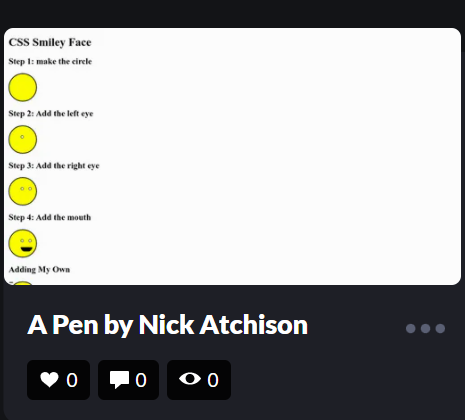 CSS Smiley Face
Step 1: make the circle
Step 2: Add the left eye
Step 3: Add the right eye
Step 4: Add the mouth
Adding My Own
A Pen by Nick Atchison
0 0 0